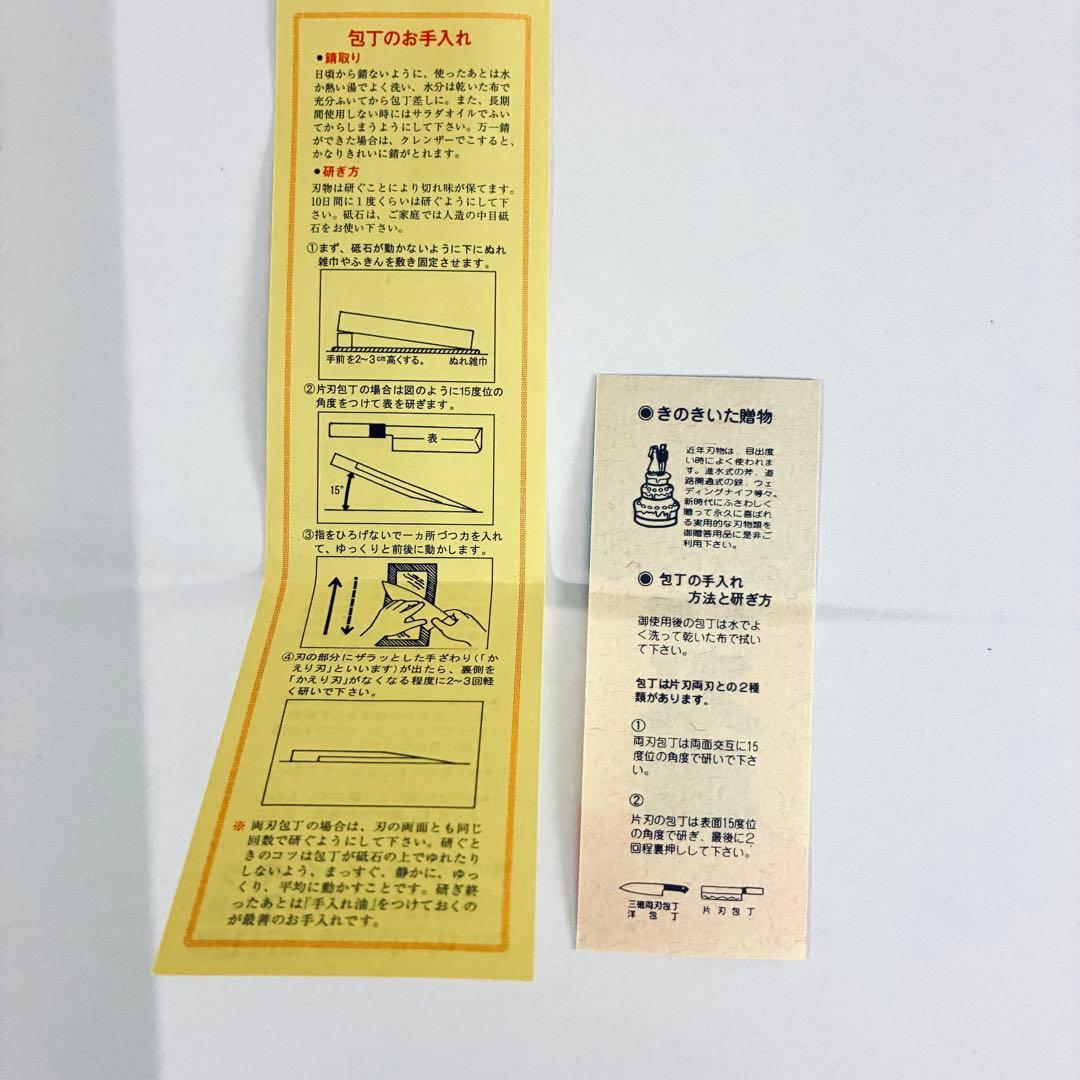 包丁のお手入れ
●錆取り
日頃から錆ないように、使ったあとは水
か熱い湯でよく洗い、水分は乾いた布で
充分ふいてから包丁差しに。また、長期
間使用しない時にはサラダオイルでふい
てからしまうようにして下さい。万一錆
ができた場合は、クレンザーでこすると、
かなりきれいに錆がとれます。
●研ぎ方
刃物は研ぐことにより切れ味が保てます。
10日間に1度くらいは研ぐようにして下
さい。砥石は、ご家庭では人造の中目砥
石をお使い下さい。
①まず、砥石が動かないように下にぬれ
雑巾やふきんを敷き固定させます。
手前を2〜3cm高くする。 ぬれ雑巾
②片刃包丁の場合は図のように15度位の
角度をつけて表を研ぎます。
表
15°
③指をひろげないで一ヵ所づつ力を入れ
て、ゆっくりと前後に動かします。
④刃の部分にザラッとした手ざわり(「か
えり刃」といいます)が出たら、裏側を
「かえり刃」がなくなる程度に2〜3回軽
く研いで下さい。
※両刃包丁の場合は、刃の両面とも同じ
回数で研ぐようにして下さい。研ぐと
きのコツは包丁が砥石の上でゆれたり
しないよう、まっすぐ、静かに、ゆっ
くり、平均に動かすことです。研ぎ終
ったあとは「手入れ油」をつけておくの
が最善のお手入れです。
◉きのきいた贈物
近年刃物は、目出度
い時によく使われま
す。進水式の斧、道
路開通式の鋏、ウェ
ディングナイフ等々。
新時代にふさわしく
贈って永久に喜ばれ
る実用的な刃物類を
御贈答用品に是非ご
利用下さい。
◉包丁の手入れ
方法と研ぎ方
御使用後の包丁は水でよ
く洗って乾いた布で拭い
て下さい。
包丁は片刃両刃との2種
類があります。
①
両刃包丁は両面交互に15
度位の角度で研いで下さ
い。
②
片刃の包丁は表面15度位
の角度で研ぎ、最後に2
回程裏押しして下さい。
三徳両刃包丁
洋包丁
片刃包丁